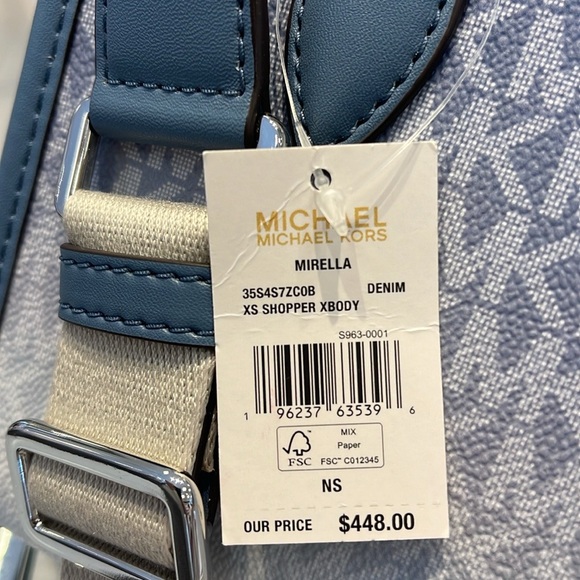 MICHAEL
MICHAEL KORS
MIRELLA
35S4S7ZC0B DENIM
XS SHOPPER XBODY
S963-0001
1 96237 63539 6
FSC
MIX
Paper
FSC™ C012345
NS
OUR PRICE $448.00